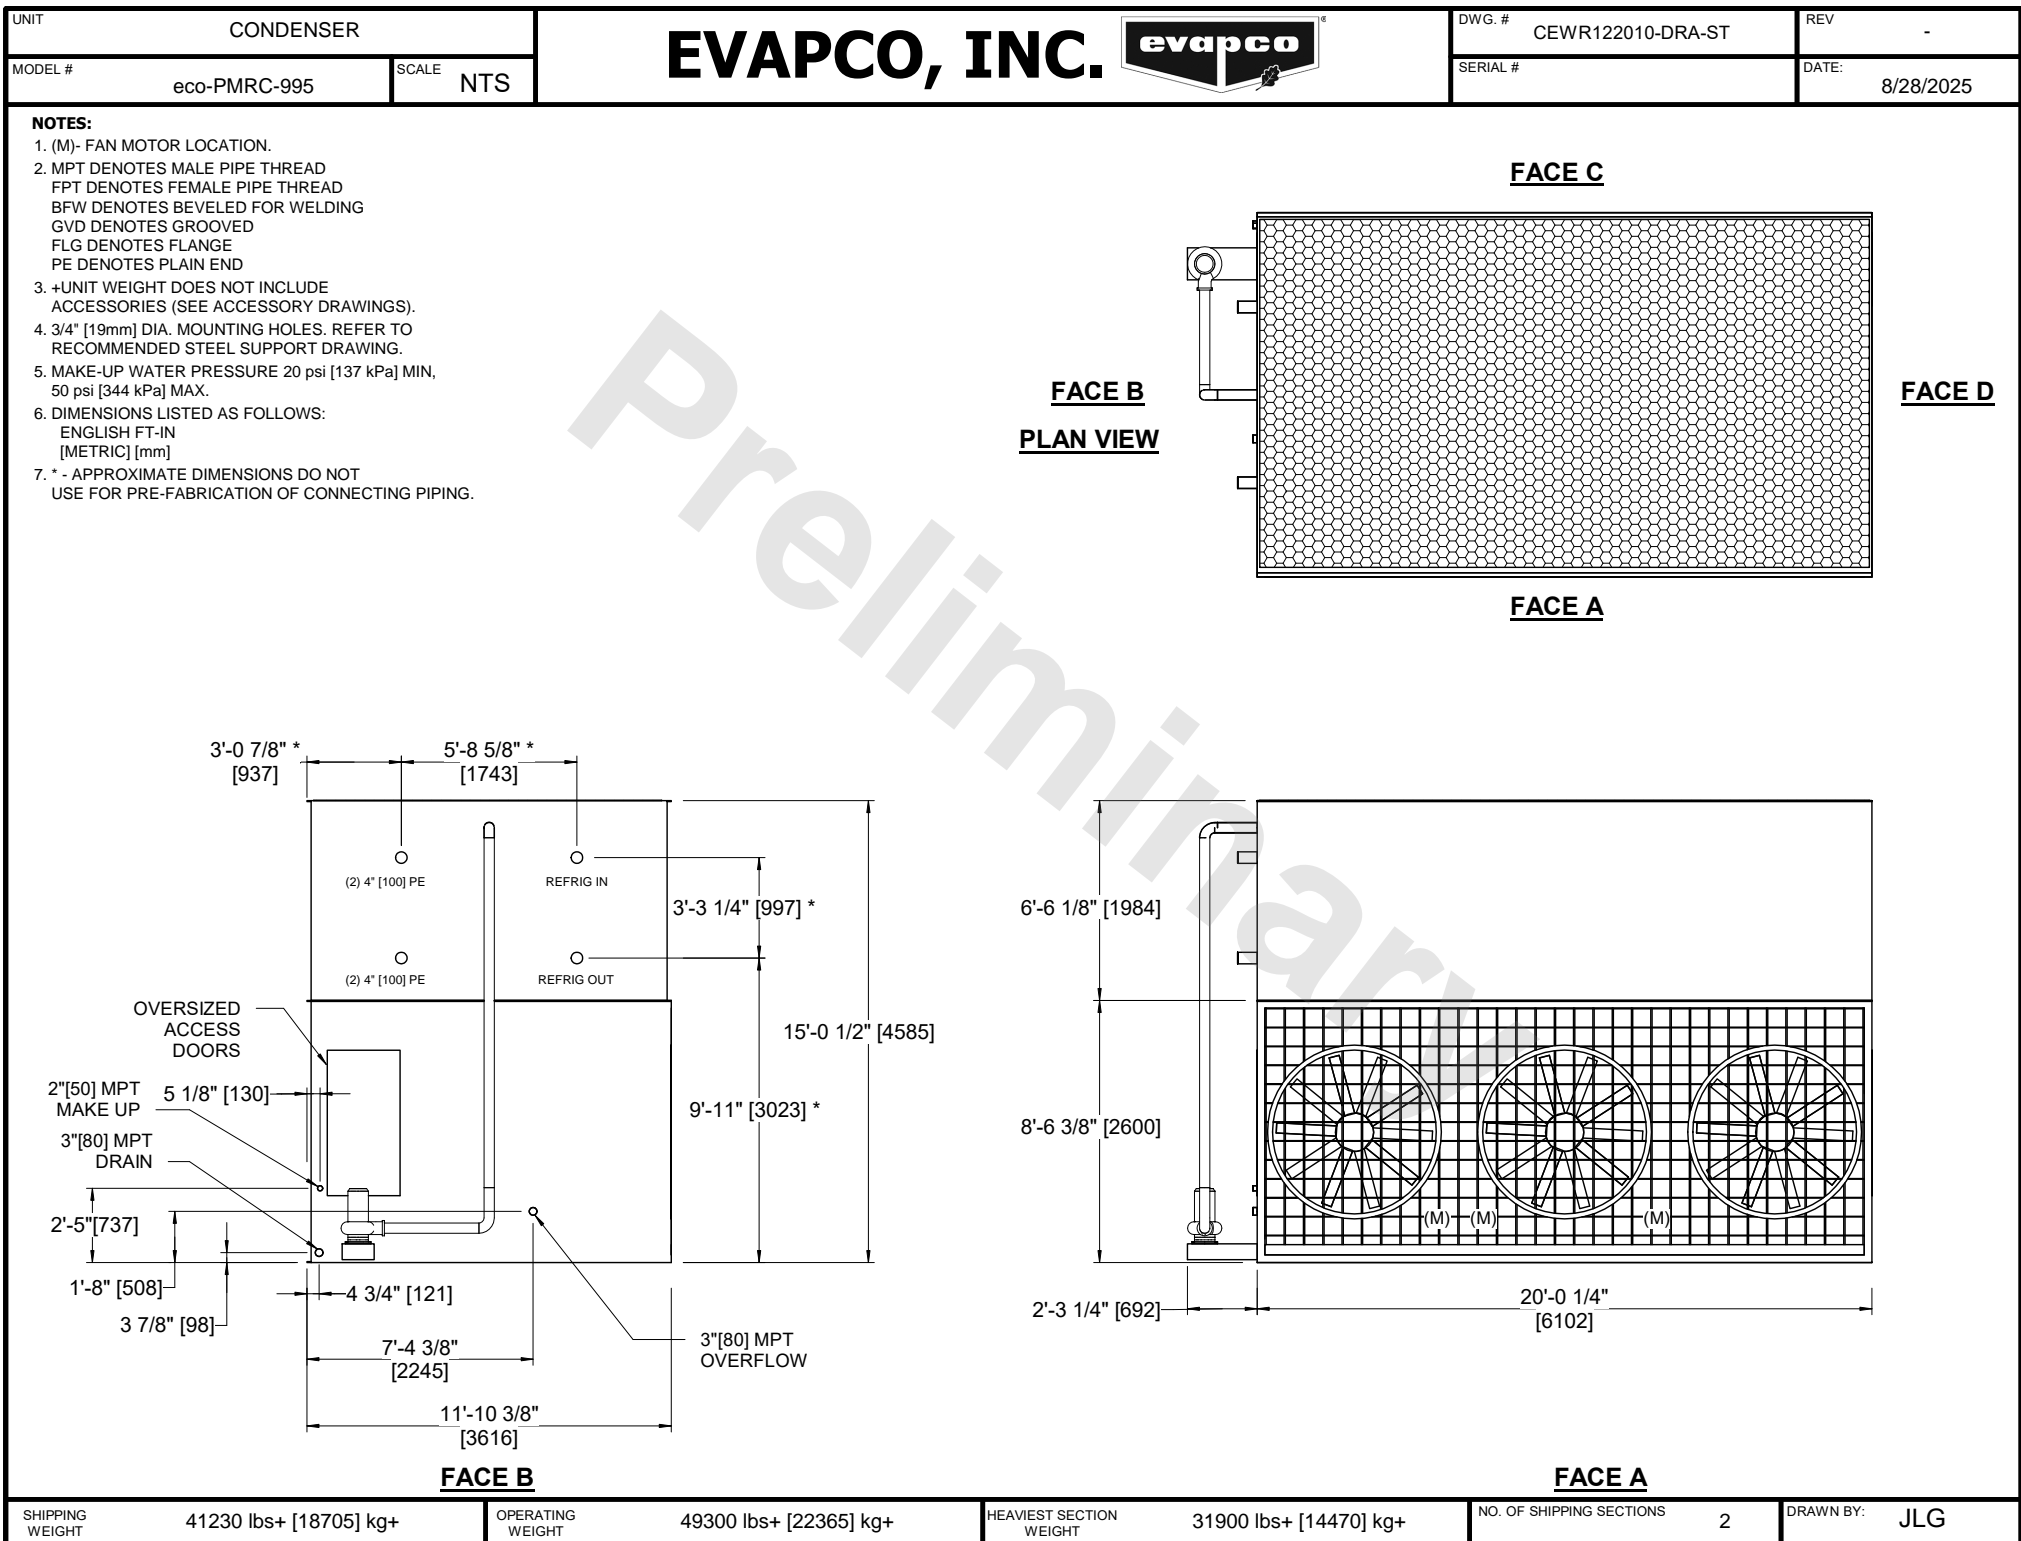 UNIT
CONDENSER
MODEL #
eco-PMRC-995
SCALE
NTS
EVAPCO, INC.
evapco
®
DWG. #
CEWR122010-DRA-ST
REV
-
SERIAL #
DATE:
8/28/2025
NOTES:
1. (M)- FAN MOTOR LOCATION.
2. MPT DENOTES MALE PIPE THREAD
FPT DENOTES FEMALE PIPE THREAD
BFW DENOTES BEVELED FOR WELDING
GVD DENOTES GROOVED
FLG DENOTES FLANGE
PE DENOTES PLAIN END
3. +UNIT WEIGHT DOES NOT INCLUDE
ACCESSORIES (SEE ACCESSORY DRAWINGS).
4. 3/4" [19mm] DIA. MOUNTING HOLES. REFER TO
RECOMMENDED STEEL SUPPORT DRAWING.
5. MAKE-UP WATER PRESSURE 20 psi [137 kPa] MIN,
50 psi [344 kPa] MAX.
6. DIMENSIONS LISTED AS FOLLOWS:
ENGLISH FT-IN
[METRIC] [mm]
7. * - APPROXIMATE DIMENSIONS DO NOT
USE FOR PRE-FABRICATION OF CONNECTING PIPING.
Preliminary
FACE C
FACE B
PLAN VIEW
FACE D
FACE A
3'-0 7/8" *
[937]
5'-8 5/8" *
[1743]
(2) 4" [100] PE
REFRIG IN
3'-3 1/4" [997] *
(2) 4" [100] PE
REFRIG OUT
OVERSIZED
ACCESS
DOORS
15'-0 1/2" [4585]
2"[50] MPT
MAKE UP
5 1/8" [130]
9'-11" [3023] *
3"[80] MPT
DRAIN
2'-5"[737]
1'-8" [508]
4 3/4" [121]
3 7/8" [98]
7'-4 3/8"
[2245]
3"[80] MPT
OVERFLOW
11'-10 3/8"
[3616]
FACE B
6'-6 1/8" [1984]
8'-6 3/8" [2600]
(M)
(M)
(M)
2'-3 1/4" [692]
20'-0 1/4"
[6102]
FACE A
SHIPPING
WEIGHT
41230 lbs+ [18705] kg+
OPERATING
WEIGHT
49300 lbs+ [22365] kg+
HEAVIEST SECTION
WEIGHT
31900 lbs+ [14470] kg+
NO. OF SHIPPING SECTIONS
2
DRAWN BY:
JLG